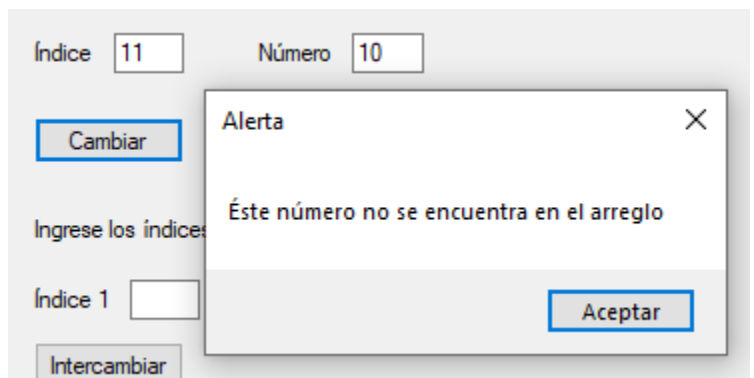 Índice 11 Número 10
Alerta
Cambiar
Éste número no se encuentra en el arreglo
Ingrese los índices
Índice 1
Aceptar
Intercambiar